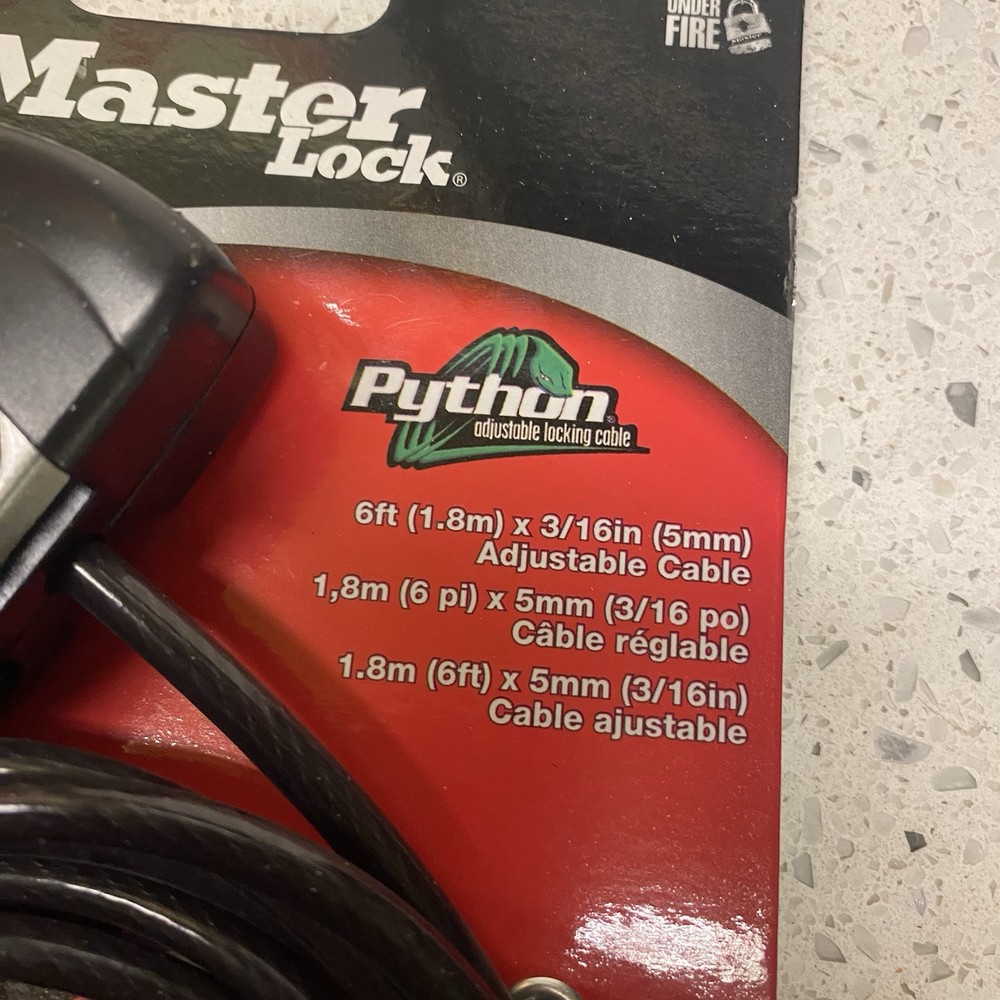 UNDER
FIRE
Master
Lock®
Python®
adjustable locking cable
6ft (1.8m) x 3/16in (5mm)
Adjustable Cable
1,8m (6 pi) x 5mm (3/16 po)
Câble réglable
1.8m (6ft) x 5mm (3/16in)
Cable ajustable